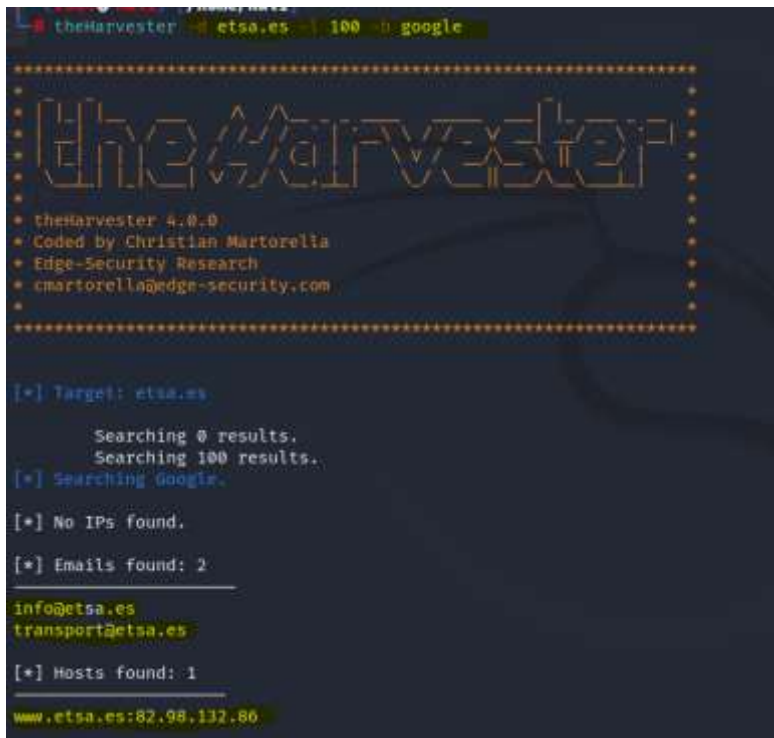 theHarvester -d etsa.es -l 100 -b google
*******************************************************************
theHarvester
* theHarvester 4.0.0 *
* Coded by Christian Martorella *
* Edge-Security Research *
* cmartorella@edge-security.com *
* *
*******************************************************************
[*] Target: etsa.es
Searching 0 results.
Searching 100 results.
[*] Searching Google.
[*] No IPs found.
[*] Emails found: 2
info@etsa.es
transport@etsa.es
[*] Hosts found: 1
www.etsa.es:82.98.132.86